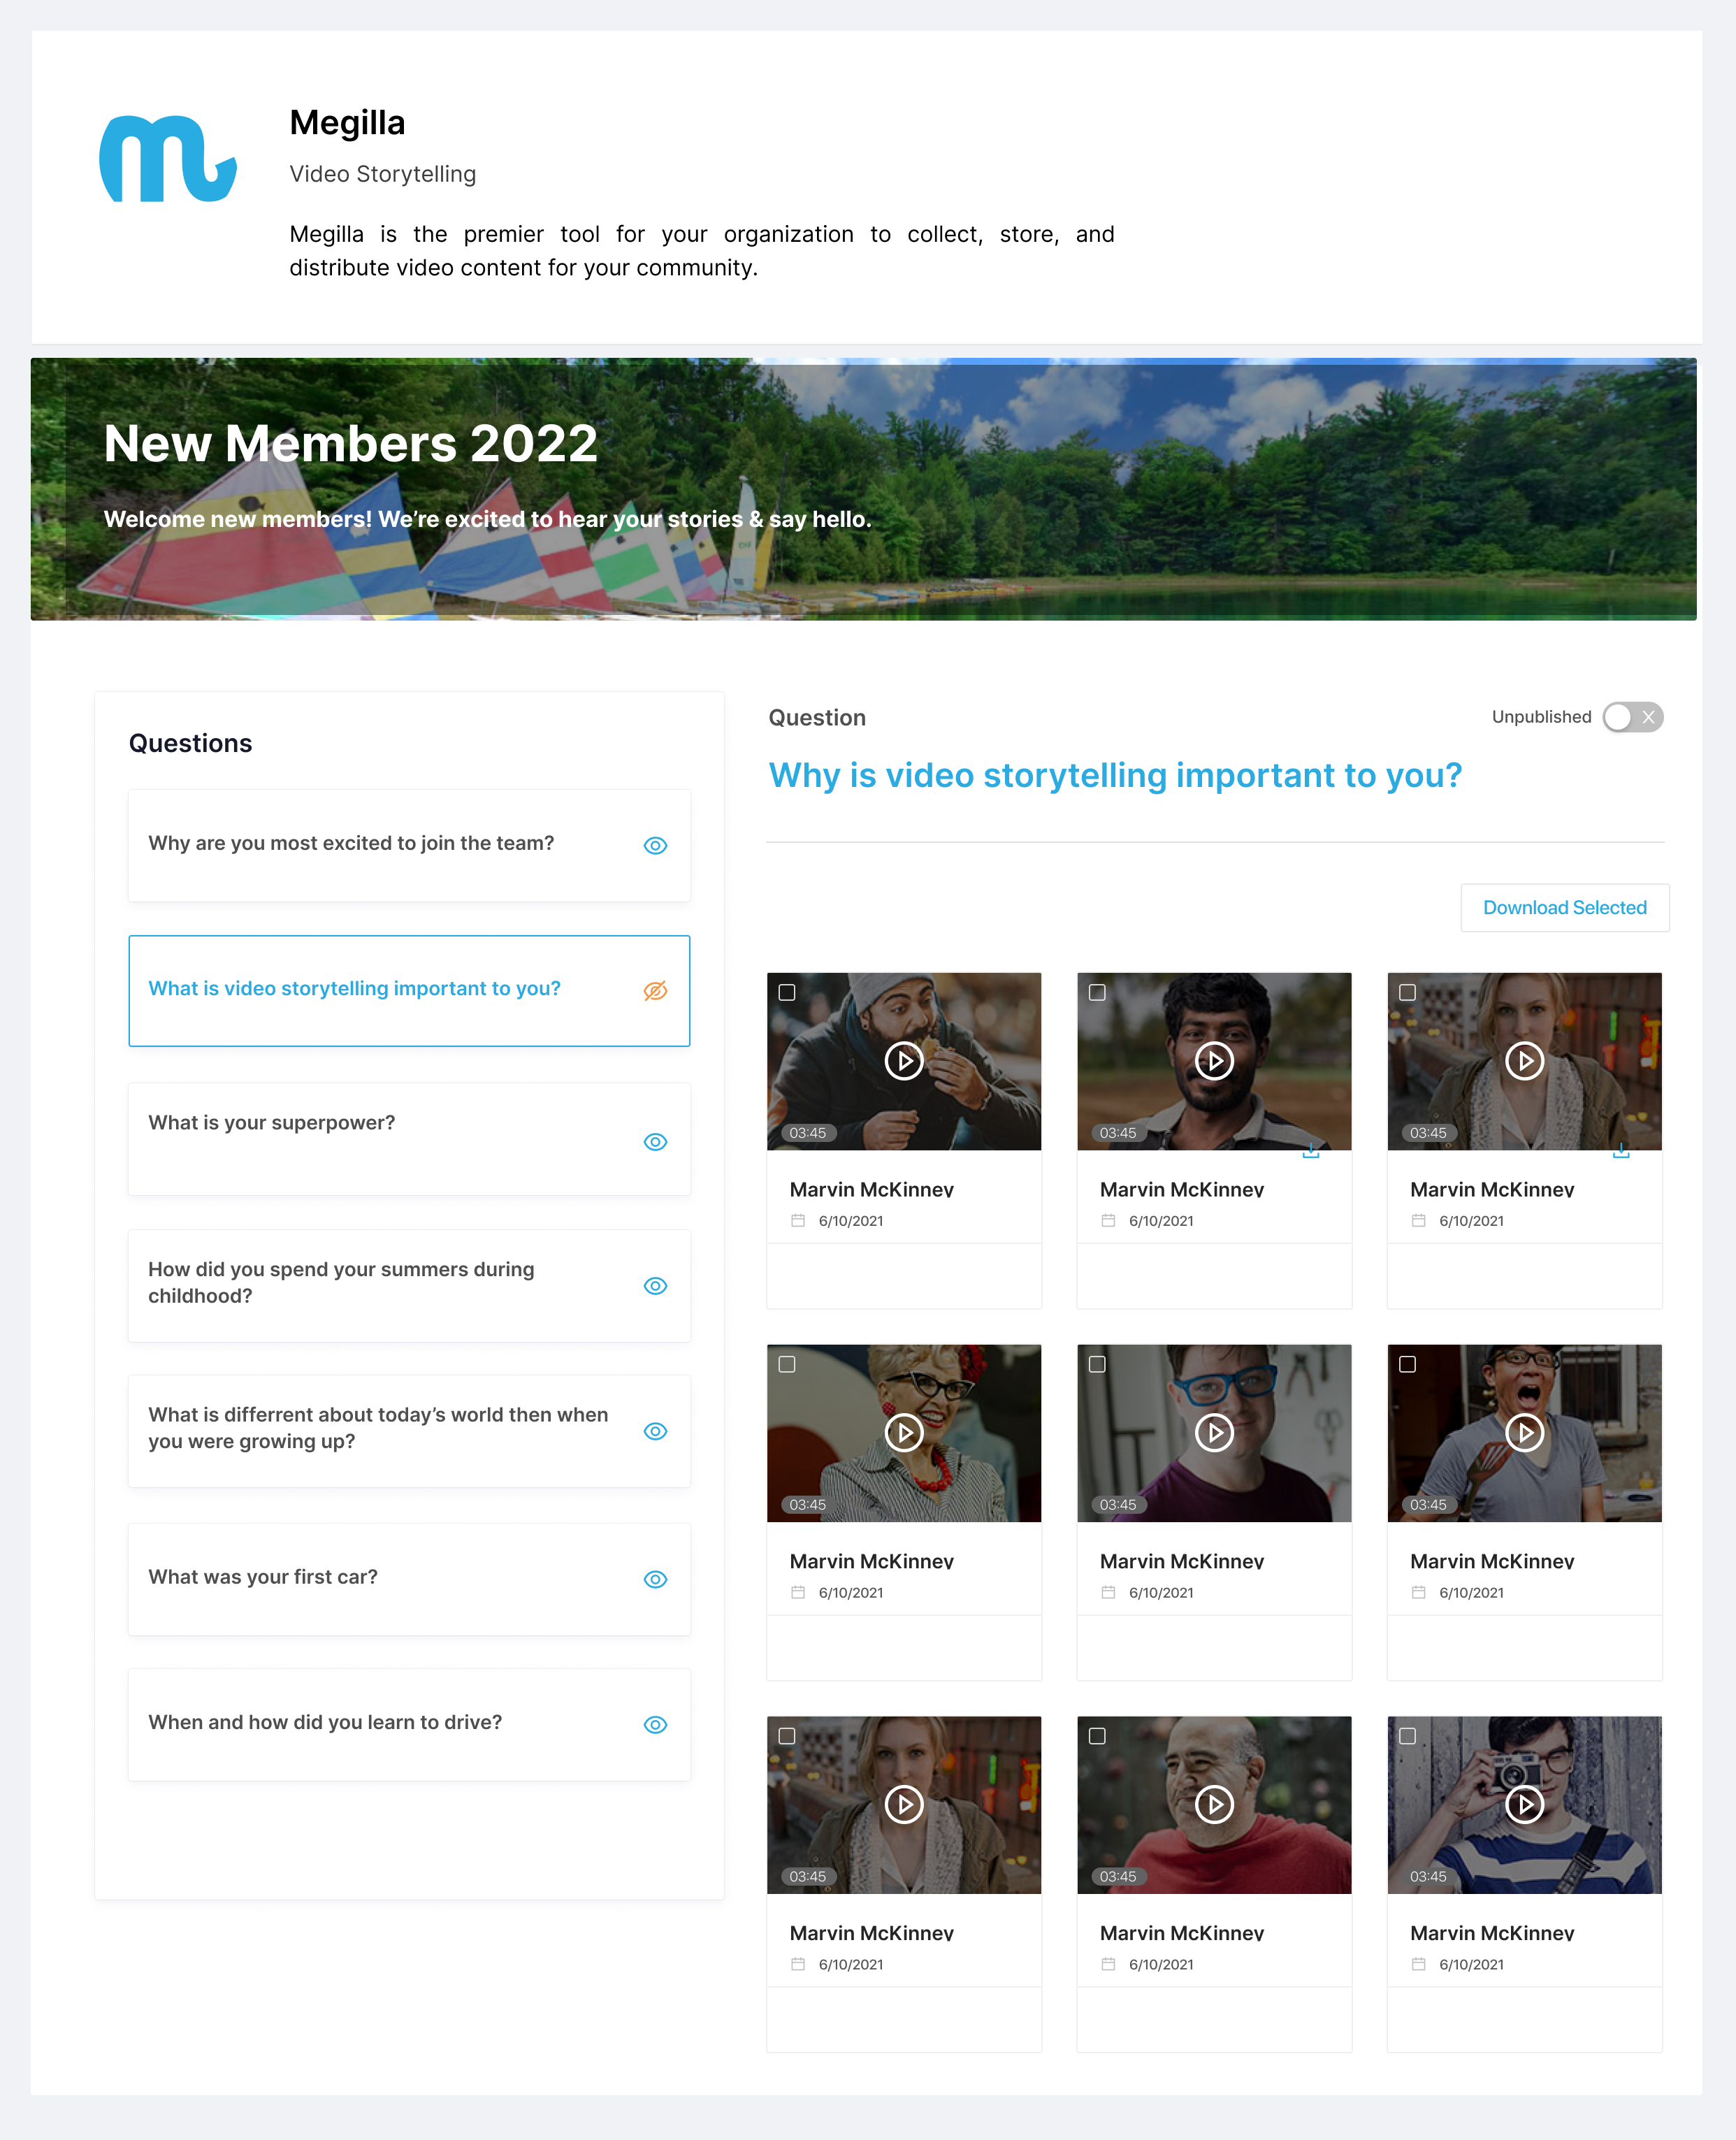 Megilla
Video Storytelling
Megilla is the premier tool for your organization to collect, store, and
distribute video content for your community.
New Members 2022
Welcome new members! We’re excited to hear your stories & say hello.
Questions
Why are you most excited to join the team?
What is video storytelling important to you?
What is your superpower?
How did you spend your summers during
childhood?
What is differrent about today’s world then when
you were growing up?
What was your first car?
When and how did you learn to drive?
Question
Unpublished
Why is video storytelling important to you?
Download Selected
03:45
03:45
03:45
Marvin McKinney
Marvin McKinney
Marvin McKinney
6/10/2021
6/10/2021
6/10/2021
03:45
03:45
03:45
Marvin McKinney
Marvin McKinney
Marvin McKinney
6/10/2021
6/10/2021
6/10/2021
03:45
03:45
03:45
Marvin McKinney
Marvin McKinney
Marvin McKinney
6/10/2021
6/10/2021
6/10/2021